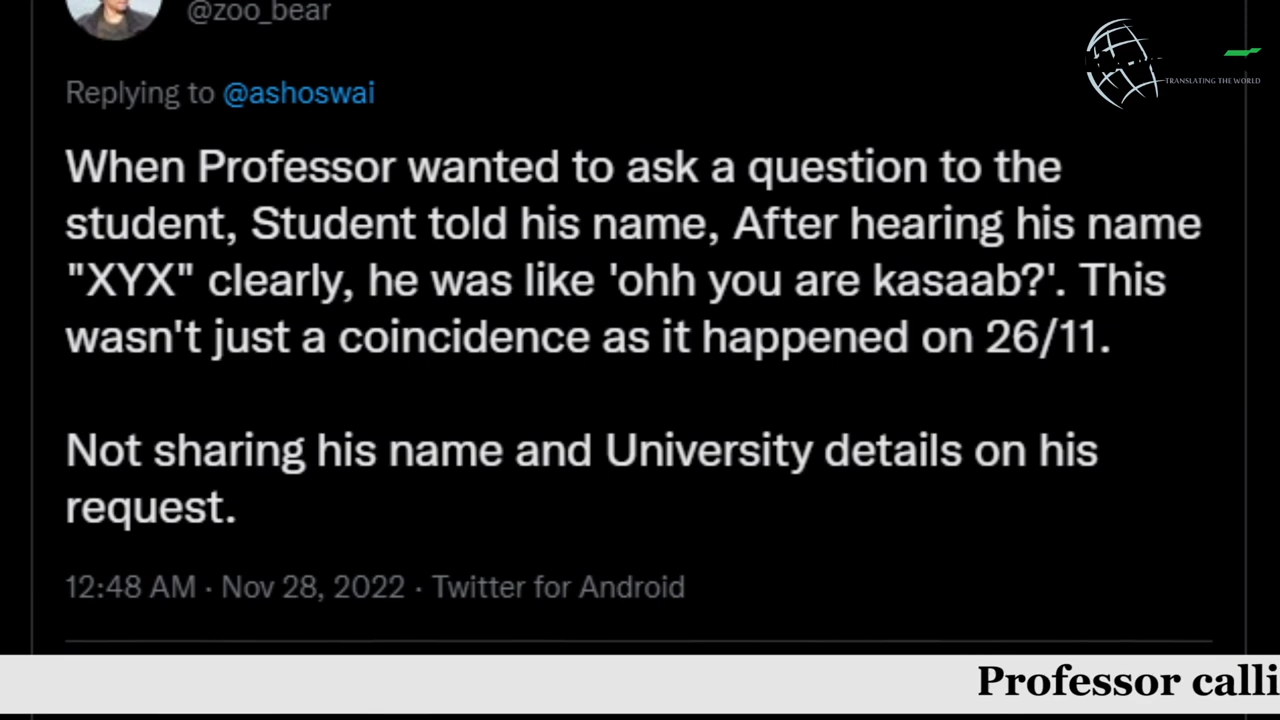 @zoo_bear
TRANSLATING THE WORLD
Replying to @ashoswai
When Professor wanted to ask a question to the
student, Student told his name, After hearing his name
"XYX" clearly, he was like 'ohh you are kasaab?'. This
wasn't just a coincidence as it happened on 26/11.
Not sharing his name and University details on his
request.
12:48 AM · Nov 28, 2022 · Twitter for Android
Professor calli